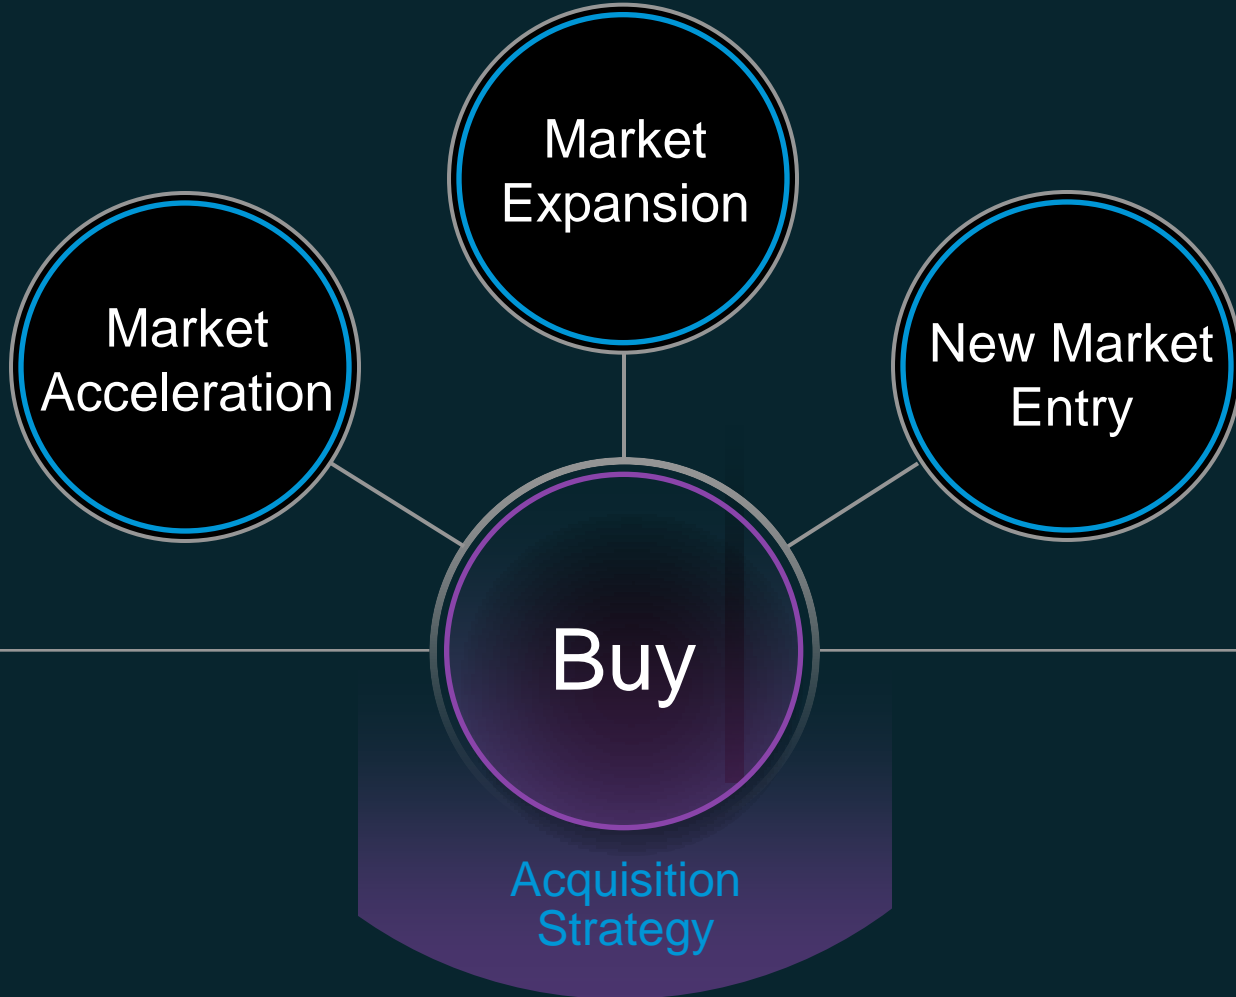 Market
Expansion
Market
Acceleration
New Market
Entry
Buy
Acquisition
Strategy